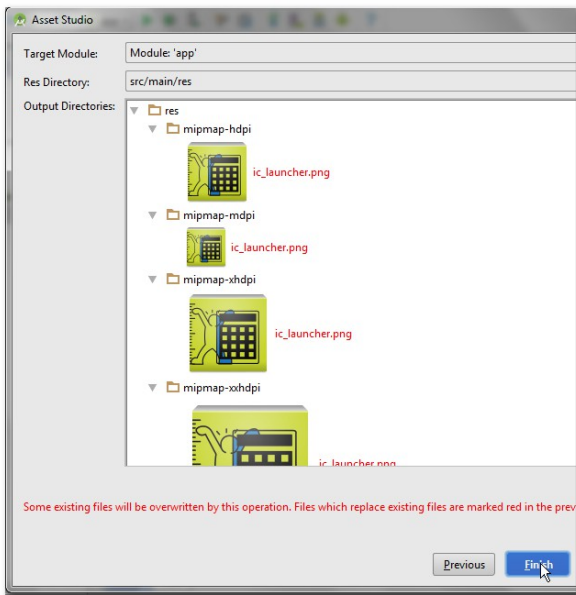 Asset Studio
Target Module: Module: 'app'
Res Directory: src/main/res
Output Directories: res
mipmap-hdpi
ic_launcher.png
mipmap-mdpi
ic_launcher.png
mipmap-xhdpi
ic_launcher.png
mipmap-xxhdpi
ic_launcher.png
Some existing files will be overwritten by this operation. Files which replace existing files are marked red in the prev
Previous Finish